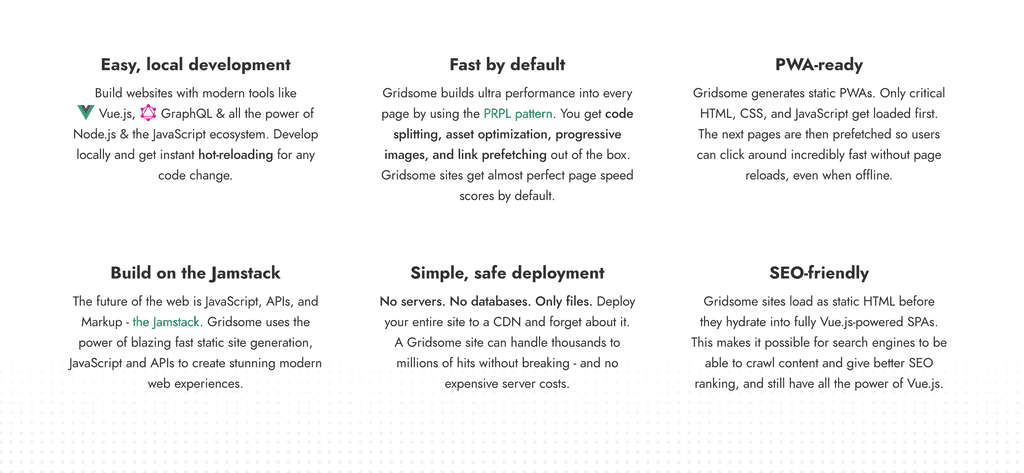 Easy, local development
Build websites with modern tools like
Vue.js, GraphQL & all the power of
Node.js & the JavaScript ecosystem. Develop
locally and get instant hot-reloading for any
code change.
Fast by default
Gridsome builds ultra performance into every
page by using the PRPL pattern. You get code
splitting, asset optimization, progressive
images, and link prefetching out of the box.
Gridsome sites get almost perfect page speed
scores by default.
PWA-ready
Gridsome generates static PWAs. Only critical
HTML, CSS, and JavaScript get loaded first.
The next pages are then prefetched so users
can click around incredibly fast without page
reloads, even when offline.
Build on the Jamstack
The future of the web is JavaScript, APIs, and
Markup - the Jamstack. Gridsome uses the
power of blazing fast static site generation,
JavaScript and APIs to create stunning modern
web experiences.
Simple, safe deployment
No servers. No databases. Only files. Deploy
your entire site to a CDN and forget about it.
A Gridsome site can handle thousands to
millions of hits without breaking - and no
expensive server costs.
SEO-friendly
Gridsome sites load as static HTML before
they hydrate into fully Vue.js-powered SPAs.
This makes it possible for search engines to be
able to crawl content and give better SEO
ranking, and still have all the power of Vue.js.